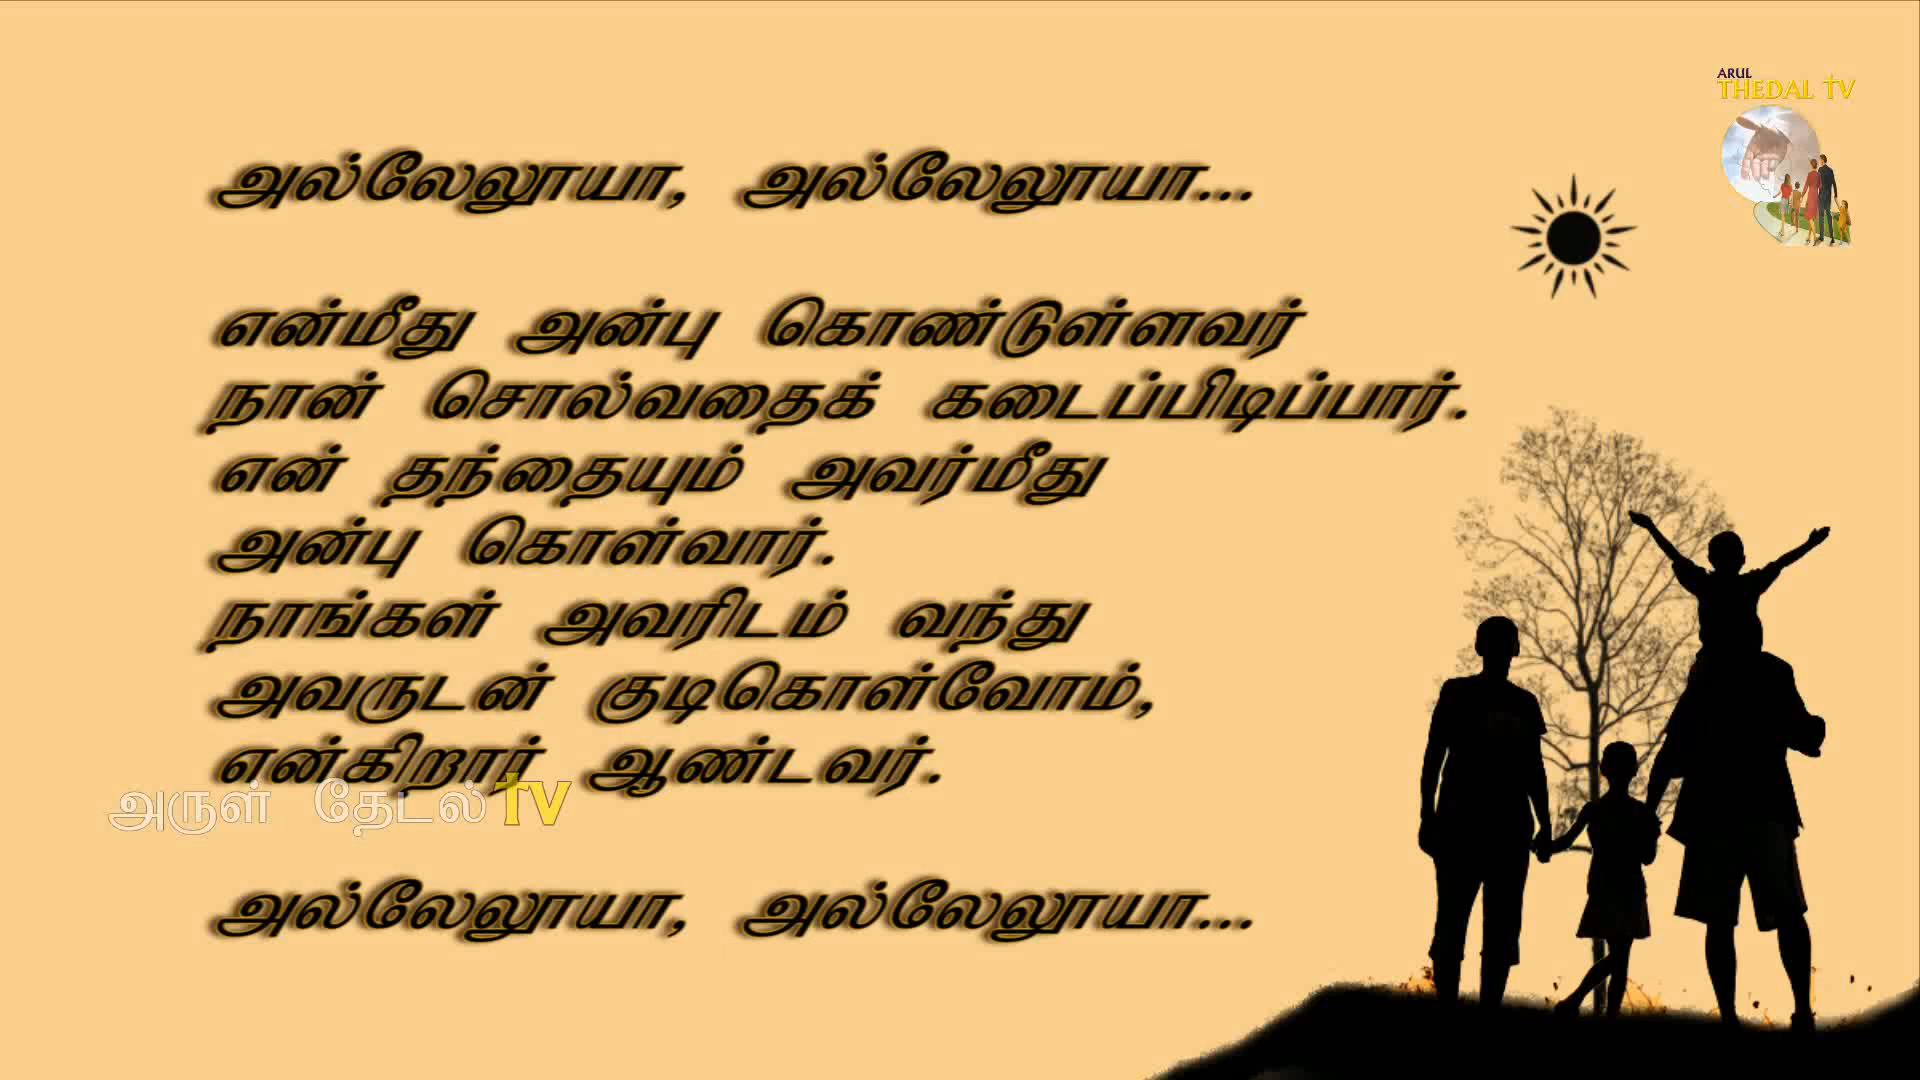 ARUL
THEDAL TV
அல்லேலூயா, அல்லேலூயா...
என்மீது அன்பு கொண்டுள்ளவர்
நான் சொல்வதைக் கடைப்பிடிப்பார்.
என் தந்தையும் அவர்மீது
அன்பு கொள்வார்.
நாங்கள் அவரிடம் வந்து
அவருடன் குடிகொள்வோம்,
என்கிறார் ஆண்டவர்.
அருள் தேடல் TV
அல்லேலூயா, அல்லேலூயா...